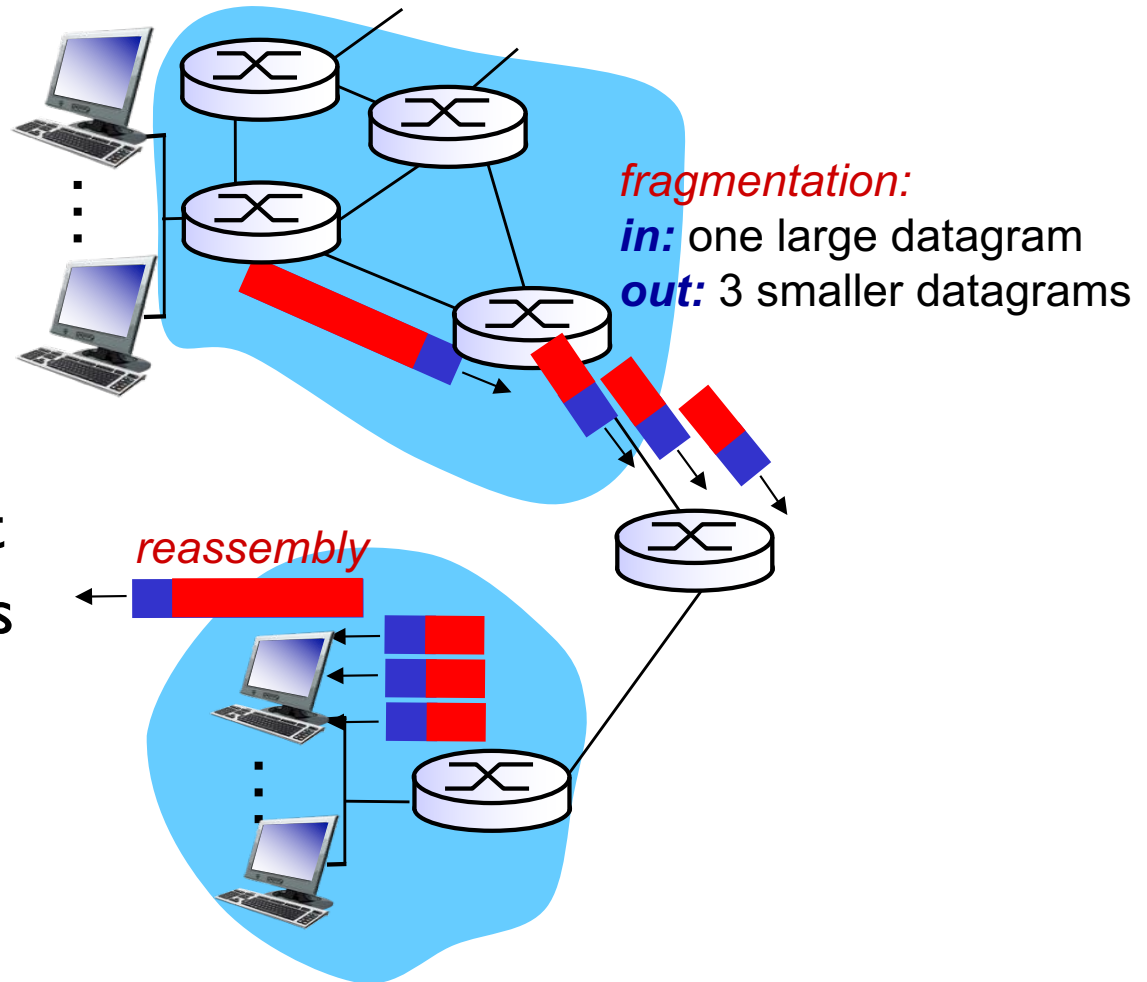 fragmentation:
in: one large datagram
out: 3 smaller datagrams
reassembly